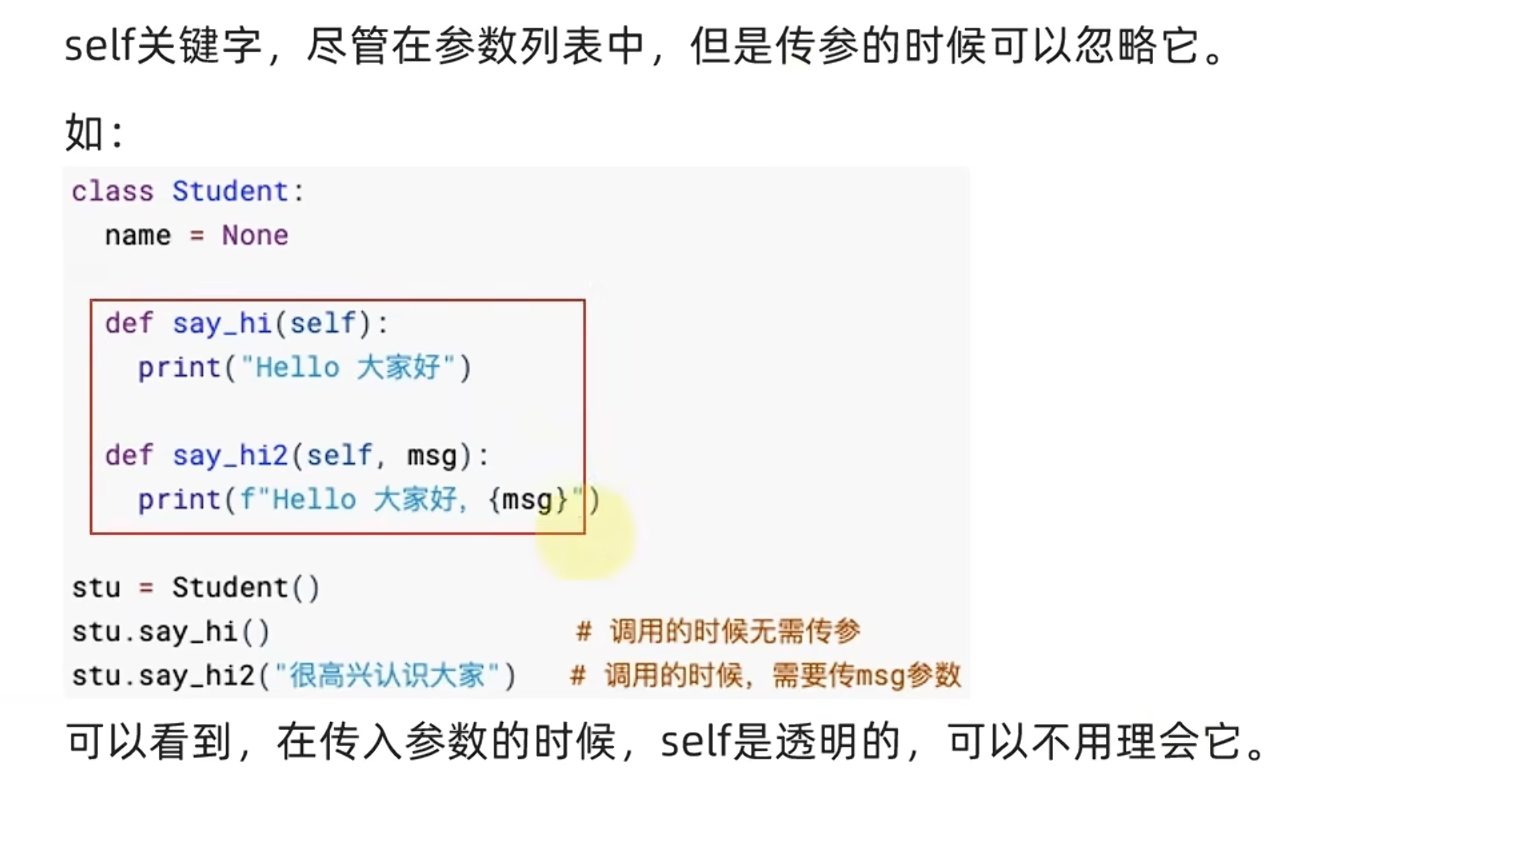 self关键字，尽管在参数列表中，但是传参的时候可以忽略它。
如：
class Student:
  name = None
  def say_hi(self):
    print("Hello 大家好")
  def say_hi2(self, msg):
    print(f"Hello 大家好，{msg}")
stu = Student()
stu.say_hi()                  # 调用的时候无需传参
stu.say_hi2("很高兴认识大家")   # 调用的时候，需要传msg参数
可以看到，在传入参数的时候，self是透明的，可以不用理会它。